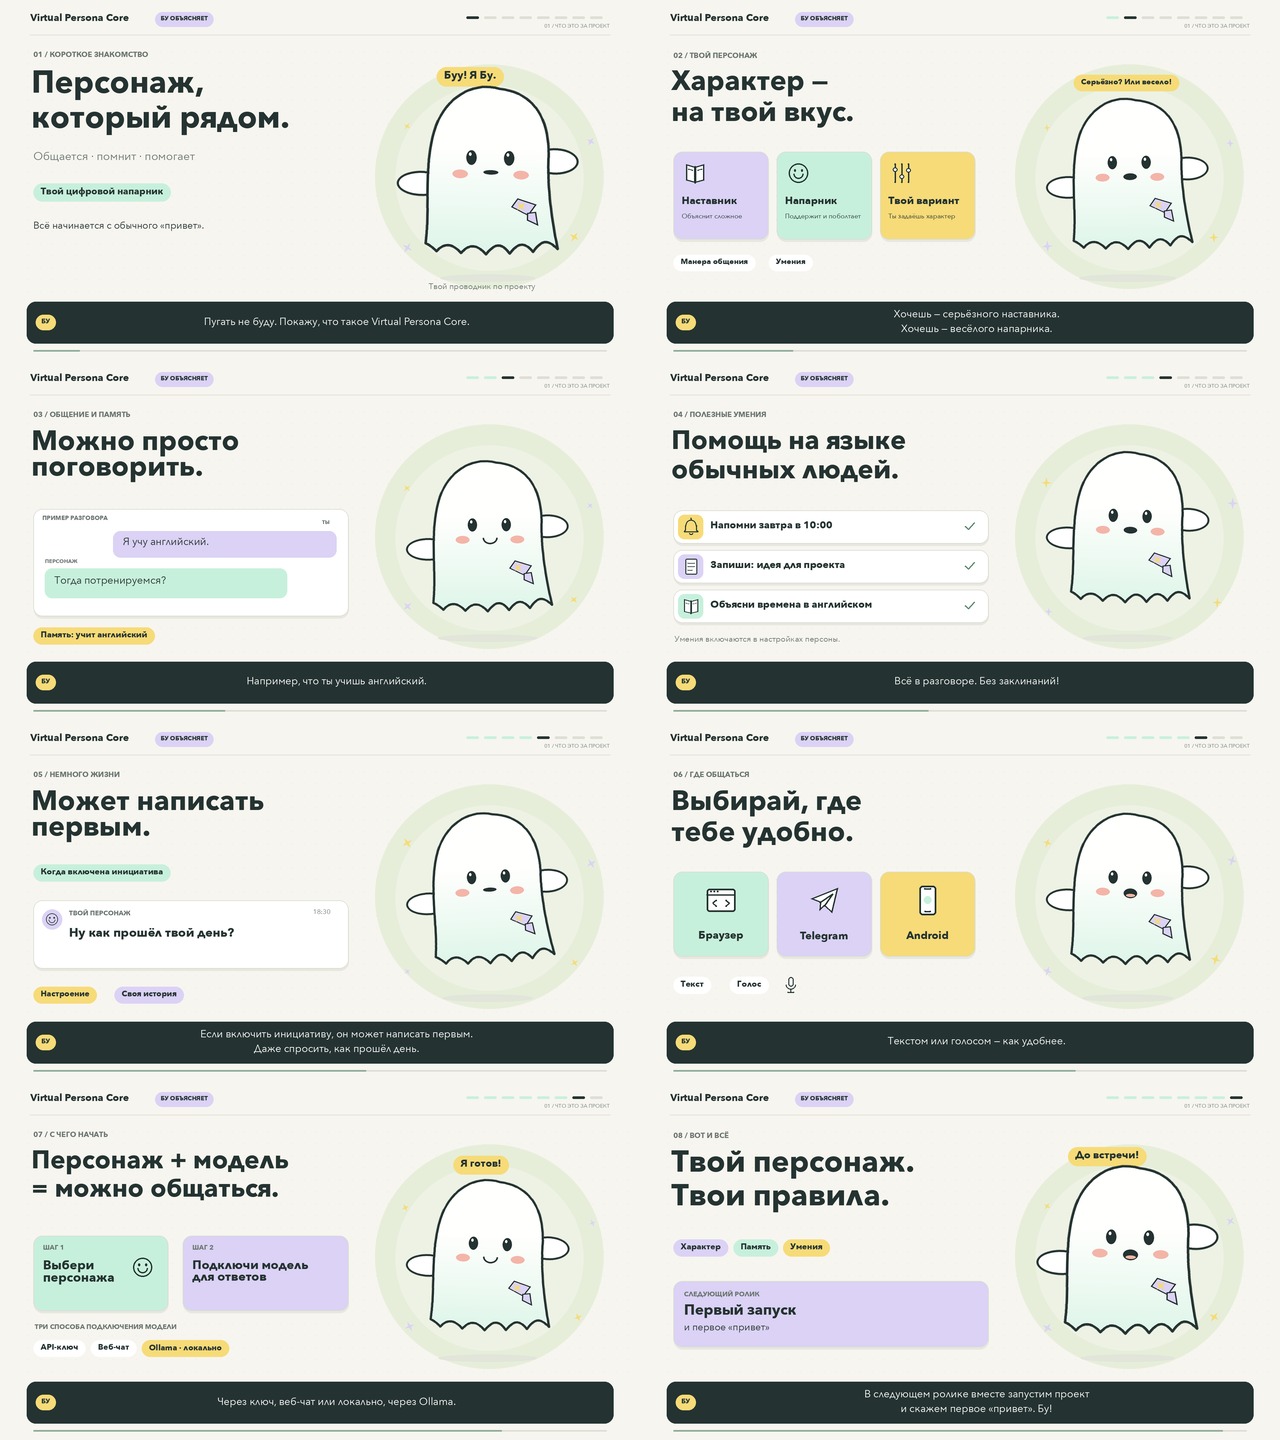 Virtual Persona Core
БУ ОБЪЯСНЯЕТ
01 / ЧТО ЭТО ЗА ПРОЕКТ
01 / КОРОТКОЕ ЗНАКОМСТВО
Персонаж,
который рядом.
Общается · помнит · помогает
Твой цифровой напарник
Всё начинается с обычного «привет».
Буу! Я Бу.
Твой проводник по проекту
БУ
Пугать не буду. Покажу, что такое Virtual Persona Core.
Virtual Persona Core
БУ ОБЪЯСНЯЕТ
01 / ЧТО ЭТО ЗА ПРОЕКТ
02 / ТВОЙ ПЕРСОНАЖ
Характер –
на твой вкус.
Серьёзно? Или весело!
Наставник
Объяснит сложное
Напарник
Поддержит и поболтает
Твой вариант
Ты задаёшь характер
Манера общения
Умения
БУ
Хочешь – серьёзного наставника.
Хочешь – весёлого напарника.
Virtual Persona Core
БУ ОБЪЯСНЯЕТ
01 / ЧТО ЭТО ЗА ПРОЕКТ
03 / ОБЩЕНИЕ И ПАМЯТЬ
Можно просто
поговорить.
ПРИМЕР РАЗГОВОРА
ТЫ
Я учу английский.
ПЕРСОНАЖ
Тогда потренируемся?
Память: учит английский
БУ
Например, что ты учишь английский.
Virtual Persona Core
БУ ОБЪЯСНЯЕТ
01 / ЧТО ЭТО ЗА ПРОЕКТ
04 / ПОЛЕЗНЫЕ УМЕНИЯ
Помощь на языке
обычных людей.
Напомни завтра в 10:00
Запиши: идея для проекта
Объясни времена в английском
Умения включаются в настройках персоны.
БУ
Всё в разговоре. Без заклинаний!
Virtual Persona Core
БУ ОБЪЯСНЯЕТ
01 / ЧТО ЭТО ЗА ПРОЕКТ
05 / НЕМНОГО ЖИЗНИ
Может написать
первым.
Когда включена инициатива
ТВОЙ ПЕРСОНАЖ
18:30
Ну как прошёл твой день?
Настроение
Своя история
БУ
Если включить инициативу, он может написать первым.
Даже спросить, как прошёл день.
Virtual Persona Core
БУ ОБЪЯСНЯЕТ
01 / ЧТО ЭТО ЗА ПРОЕКТ
06 / ГДЕ ОБЩАТЬСЯ
Выбирай, где
тебе удобно.
Браузер
Telegram
Android
Текст
Голос
БУ
Текстом или голосом – как удобнее.
Virtual Persona Core
БУ ОБЪЯСНЯЕТ
01 / ЧТО ЭТО ЗА ПРОЕКТ
07 / С ЧЕГО НАЧАТЬ
Персонаж + модель
= можно общаться.
Я готов!
ШАГ 1
Выбери
персонажа
ШАГ 2
Подключи модель
для ответов
ТРИ СПОСОБА ПОДКЛЮЧЕНИЯ МОДЕЛИ
API-ключ
Веб-чат
Ollama · локально
БУ
Через ключ, веб-чат или локально, через Ollama.
Virtual Persona Core
БУ ОБЪЯСНЯЕТ
01 / ЧТО ЭТО ЗА ПРОЕКТ
08 / ВОТ И ВСЁ
Твой персонаж.
Твои правила.
До встречи!
Характер
Память
Умения
СЛЕДУЮЩИЙ РОЛИК
Первый запуск
и первое «привет»
БУ
В следующем ролике вместе запустим проект
и скажем первое «привет». Бу!